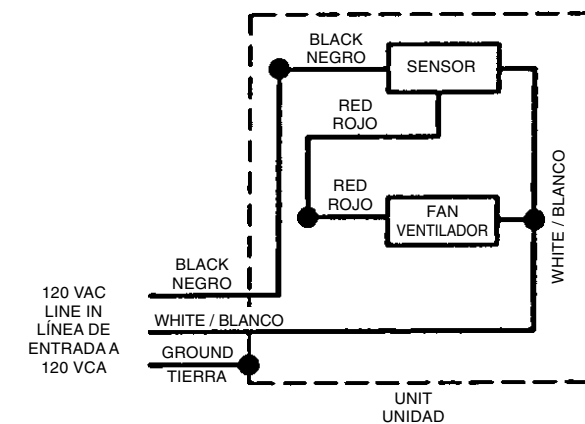 BLACK
NEGRO
SENSOR
RED
ROJO
RED
ROJO
FAN
VENTILADOR
WHITE / BLANCO
BLACK
NEGRO
120 VAC
LINE IN
LÍNEA DE
ENTRADA A
120 VCA
WHITE / BLANCO
GROUND
TIERRA
UNIT
UNIDAD